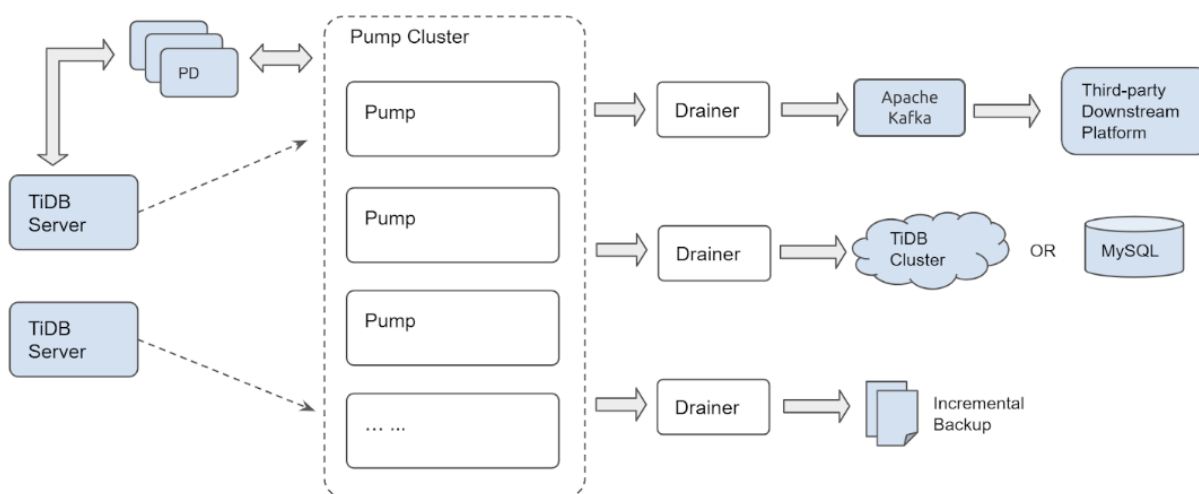 PD
TiDB
Server
TiDB
Server
Pump Cluster
Pump
Pump
Pump
... ...
Drainer
Apache
Kafka
Third-party
Downstream
Platform
Drainer
TiDB
Cluster
OR
MySQL
Drainer
Incremental
Backup